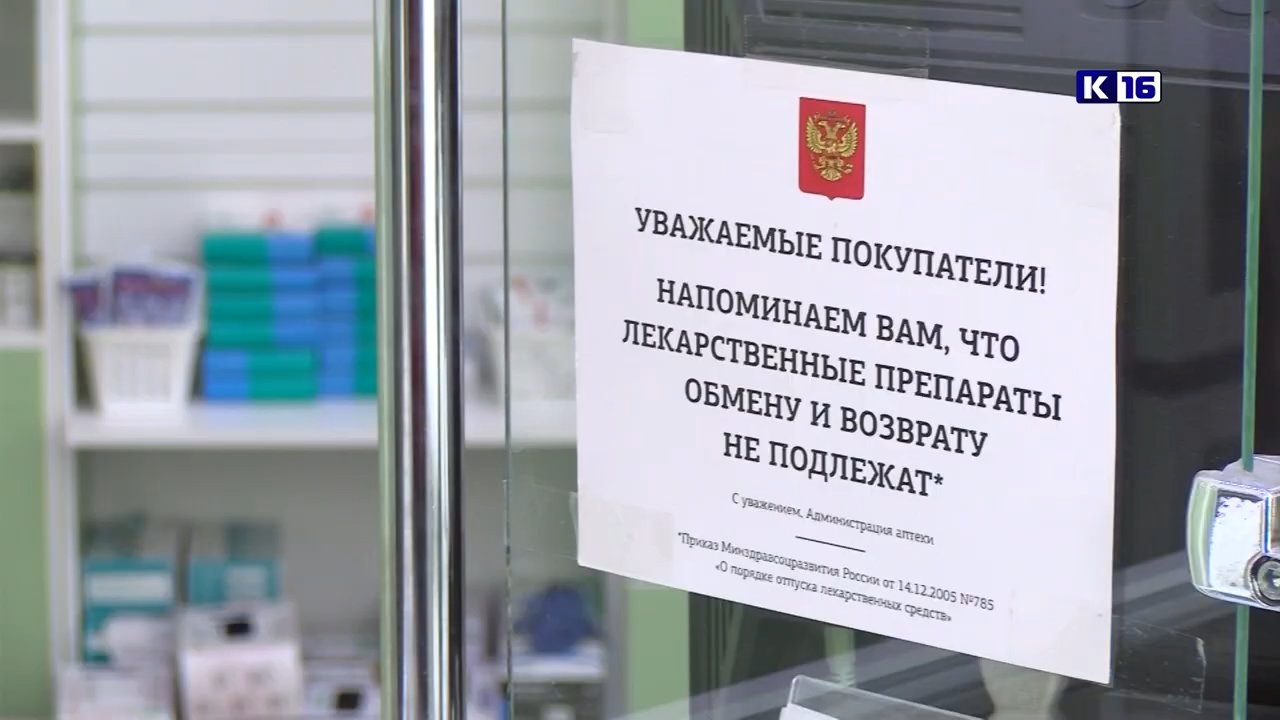 К 16
УВАЖАЕМЫЕ ПОКУПАТЕЛИ!
НАПОМИНАЕМ ВАМ, ЧТО
ЛЕКАРСТВЕННЫЕ ПРЕПАРАТЫ
ОБМЕНУ И ВОЗВРАТУ
НЕ ПОДЛЕЖАТ*
С уважением, Администрация аптеки
*Приказ Минздравсоцразвития России от 14.12.2005 №785
«О порядке отпуска лекарственных средств»